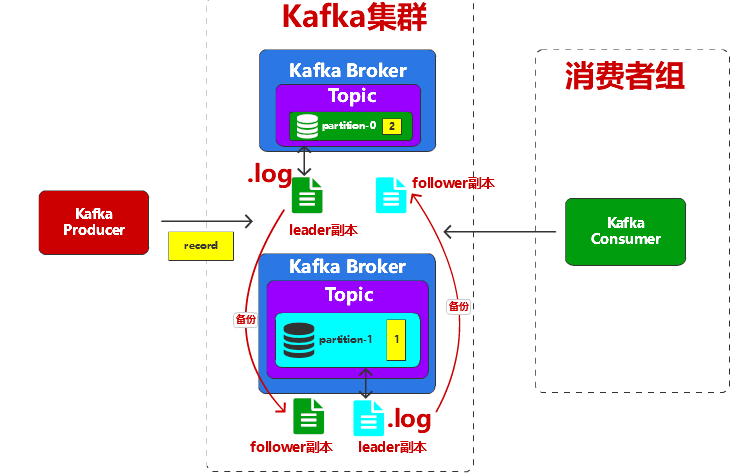 Kafka集群
消费者组
Kafka Broker
Topic
partition-0
2
.log
follower副本
leader副本
Kafka
Producer
record
Kafka
Consumer
Kafka Broker
Topic
备份
partition-1
1
备份
.log
follower副本
leader副本